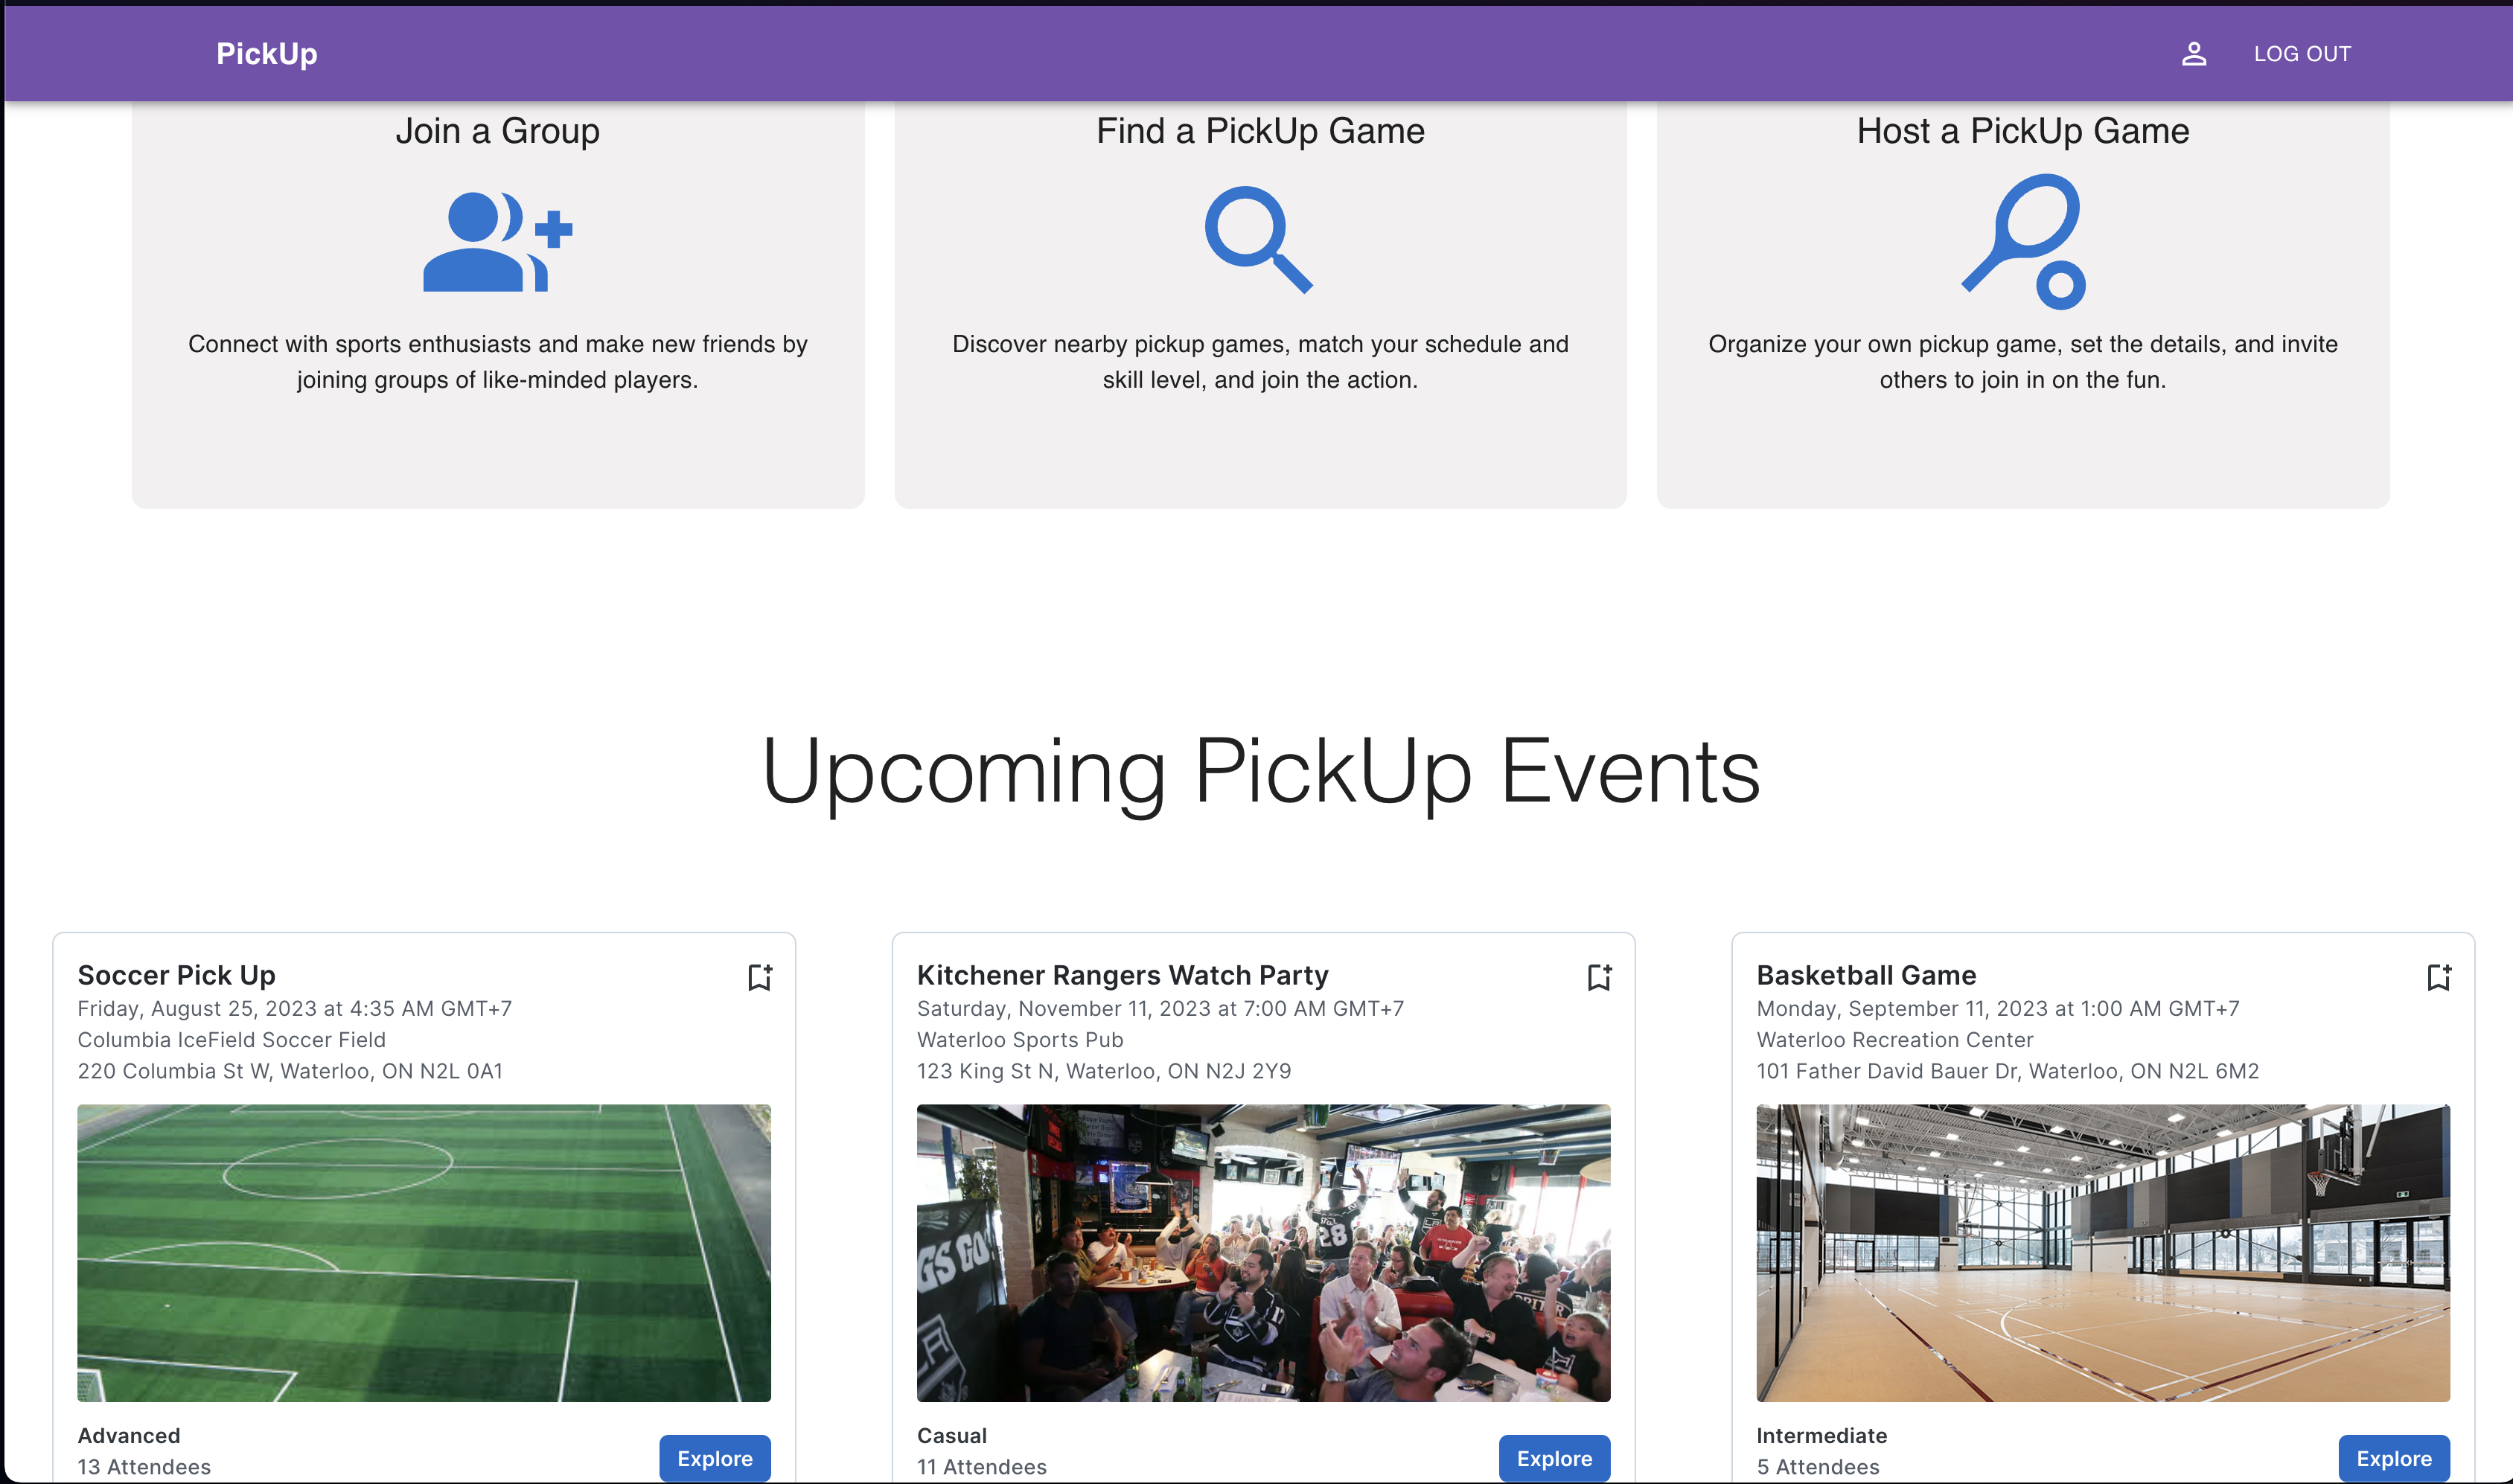 PickUp
LOG OUT
Join a Group
Find a PickUp Game
Host a PickUp Game
Connect with sports enthusiasts and make new friends by
joining groups of like-minded players.
Discover nearby pickup games, match your schedule and
skill level, and join the action.
Organize your own pickup game, set the details, and invite
others to join in on the fun.
Upcoming PickUp Events
Soccer Pick Up
Friday, August 25, 2023 at 4:35 AM GMT+7
Columbia IceField Soccer Field
220 Columbia St W, Waterloo, ON N2L 0A1
Advanced
13 Attendees
Explore
Kitchener Rangers Watch Party
Saturday, November 11, 2023 at 7:00 AM GMT+7
Waterloo Sports Pub
123 King St N, Waterloo, ON N2J 2Y9
GS GO
28
17
Casual
11 Attendees
Explore
Basketball Game
Monday, September 11, 2023 at 1:00 AM GMT+7
Waterloo Recreation Center
101 Father David Bauer Dr, Waterloo, ON N2L 6M2
Intermediate
5 Attendees
Explore